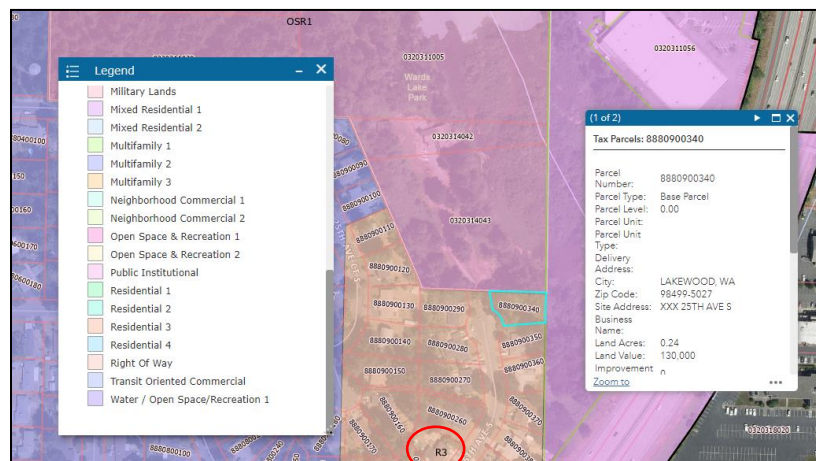 OSR1
0320311005
Wards
Lake
Park
0320311056
0320314042
0320314043
Legend
Military Lands
Mixed Residential 1
Mixed Residential 2
Multifamily 1
Multifamily 2
Multifamily 3
Neighborhood Commercial 1
Neighborhood Commercial 2
Open Space & Recreation 1
Open Space & Recreation 2
Public Institutional
Residential 1
Residential 2
Residential 3
Residential 4
Right Of Way
Transit Oriented Commercial
Water / Open Space/Recreation 1
(1 of 2)
Tax Parcels: 8880900340
Parcel
Number: 8880900340
Parcel Type: Base Parcel
Parcel Level: 0.00
Parcel Unit:
Parcel Unit
Type:
Delivery
Address:
City: LAKEWOOD, WA
Zip Code: 98499-5027
Site Address: XXX 25TH AVE S
Business
Name:
Land Acres: 0.24
Land Value: 130,000
Improvement 0
Zoom to
8880900090
8880900100
8880900110
8880900120
8880900130
8880900290
8880900340
8880900140
8880900280
8880900350
8880900150
8880900270
8880900360
8880900160
8880900260
8880900370
8880900170
R3
8880800100
0320318020